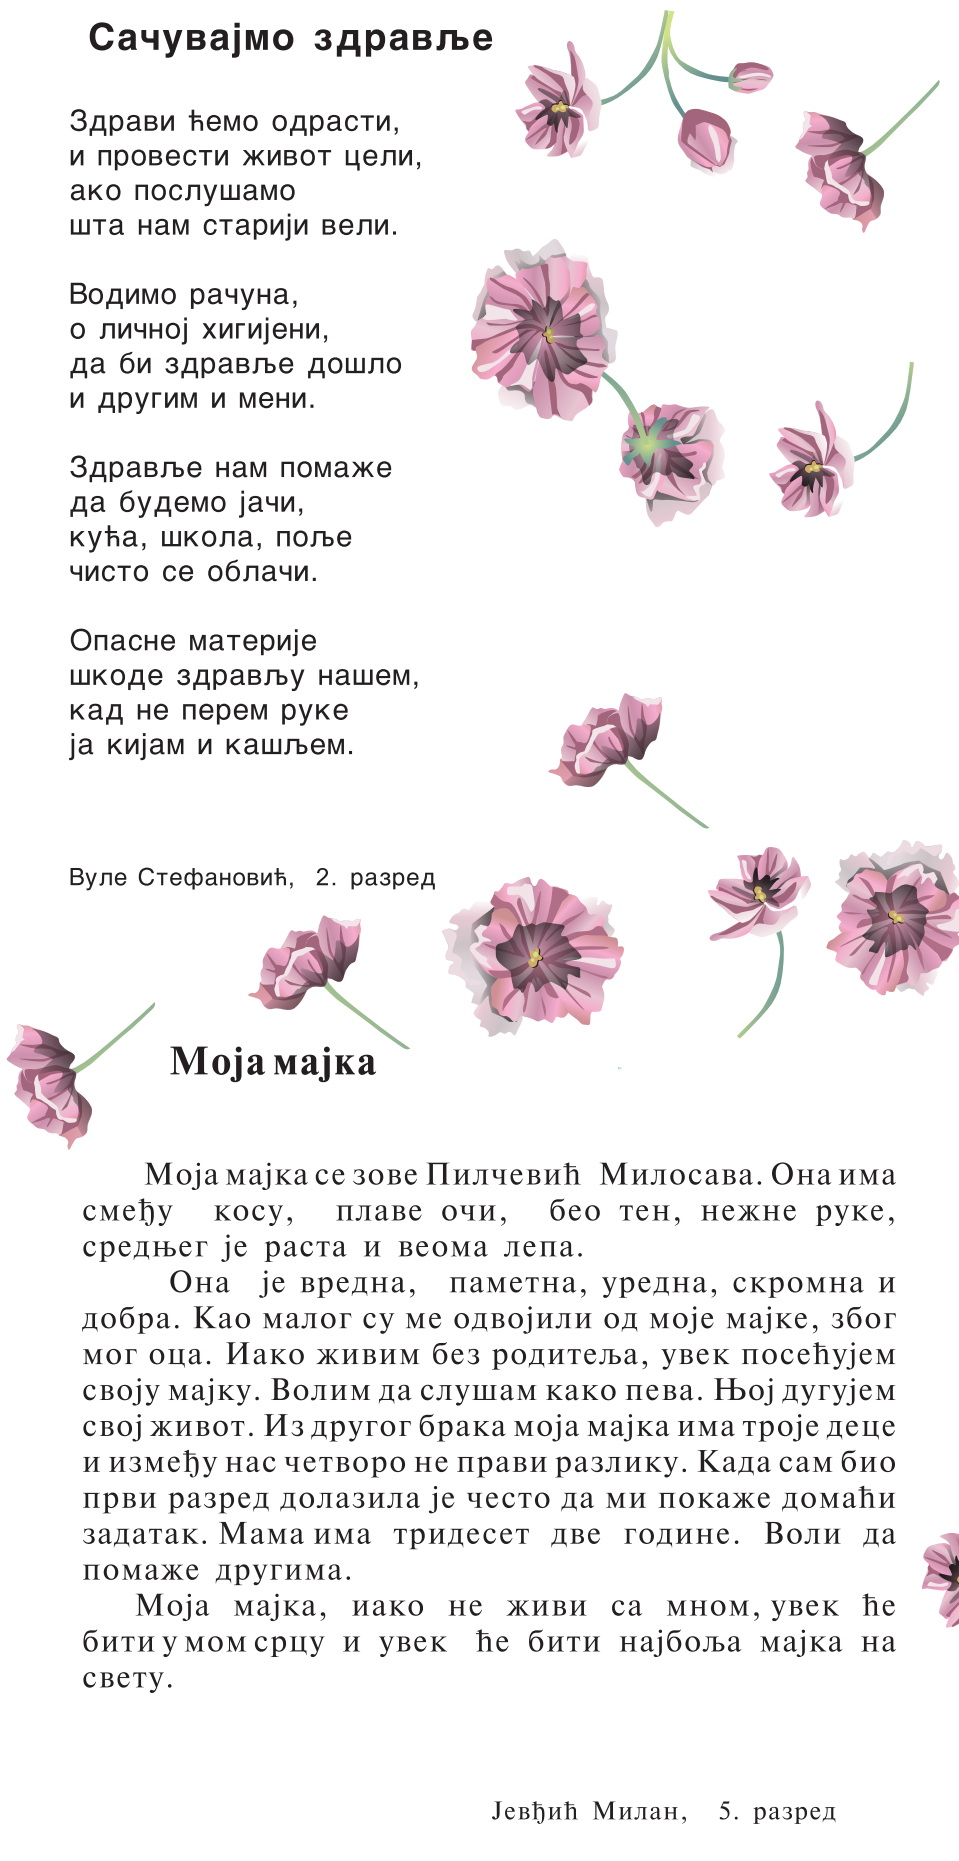 Сачувајмо здравље
Здрави ћемо одрасти,
и провести живот цели,
ако послушамо
шта нам старији вели.
Водимо рачуна,
о личној хигијени,
да би здравље дошло
и другим и мени.
Здравље нам помаже
да будемо јачи,
кућа, школа, поље
чисто се облачи.
Опасне материје
шкоде здрављу нашем,
кад не перем руке
ја кијам и кашљем.
Вуле Стефановић, 2. разред
Моја мајка
Моја мајка се зове Пилчевић Милосава. Она има
смеђу косу, плаве очи, бео тен, нежне руке,
средњег је раста и веома лепа.
Она је вредна, паметна, уредна, скромна и
добра. Као малог су ме одвојили од моје мајке, због
мог оца. Иако живим без родитеља, увек посећујем
своју мајку. Волим да слушам како пева. Њој дугујем
свој живот. Из другог брака моја мајка има троје деце
и између нас четворо не прави разлику. Када сам био
први разред долазила је често да ми покаже домаћи
задатак. Мама има тридесет две године. Воли да
помаже другима.
Моја мајка, иако не живи са мном, увек ће
бити у мом срцу и увек ће бити најбоља мајка на
свету.
Јевђић Милан, 5. разред